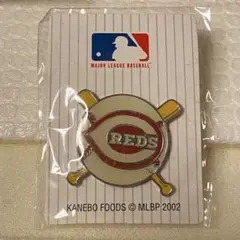 MAJOR LEAGUE BASEBALL
REDS
KANEBO FOODS © MLBP 2002